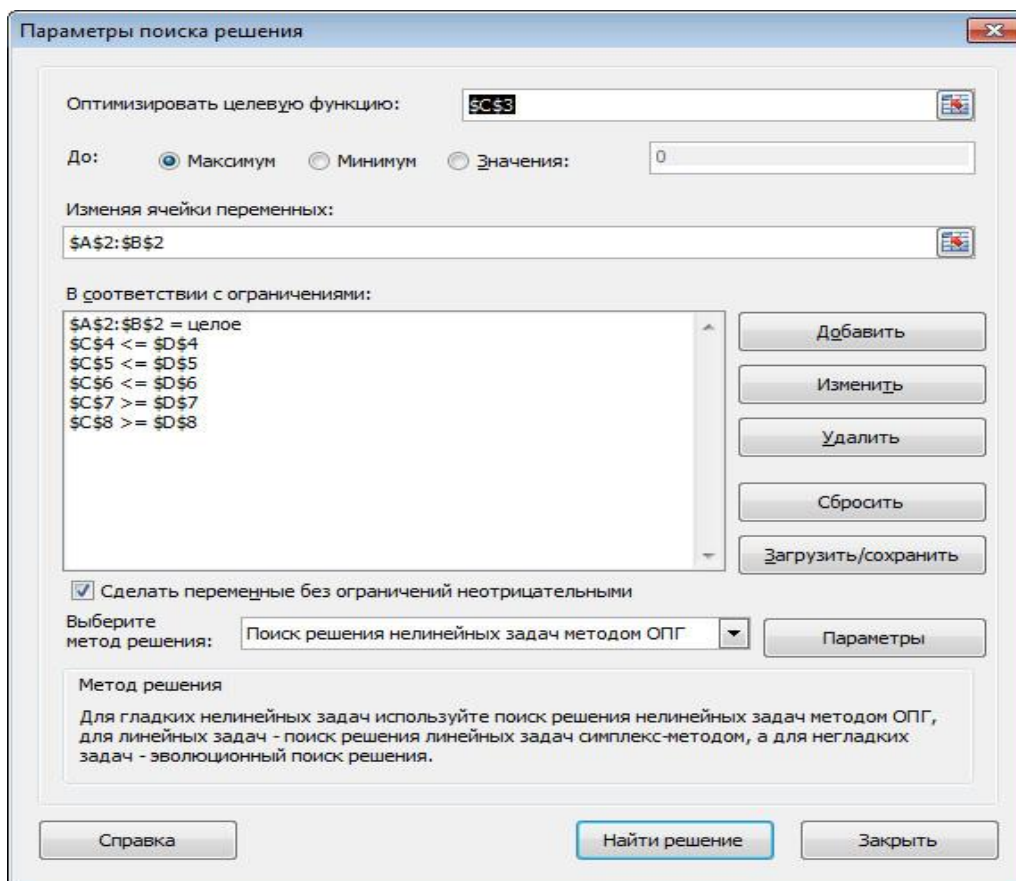 Параметры поиска решения
Оптимизировать целевую функцию: $C$3
До: Максимум Минимум Значения: 0
Изменяя ячейки переменных:
$A$2:$B$2
В соответствии с ограничениями:
$A$2:$B$2 = целое
$C$4 <= $D$4
$C$5 <= $D$5
$C$6 <= $D$6
$C$7 >= $D$7
$C$8 >= $D$8
Добавить
Изменить
Удалить
Сбросить
Загрузить/сохранить
Сделать переменные без ограничений неотрицательными
Выберите
метод решения:
Поиск решения нелинейных задач методом ОПГ
Параметры
Метод решения
Для гладких нелинейных задач используйте поиск решения нелинейных задач методом ОПГ,
для линейных задач - поиск решения линейных задач симплекс-методом, а для негладких
задач - эволюционный поиск решения.
Справка Найти решение Закрыть